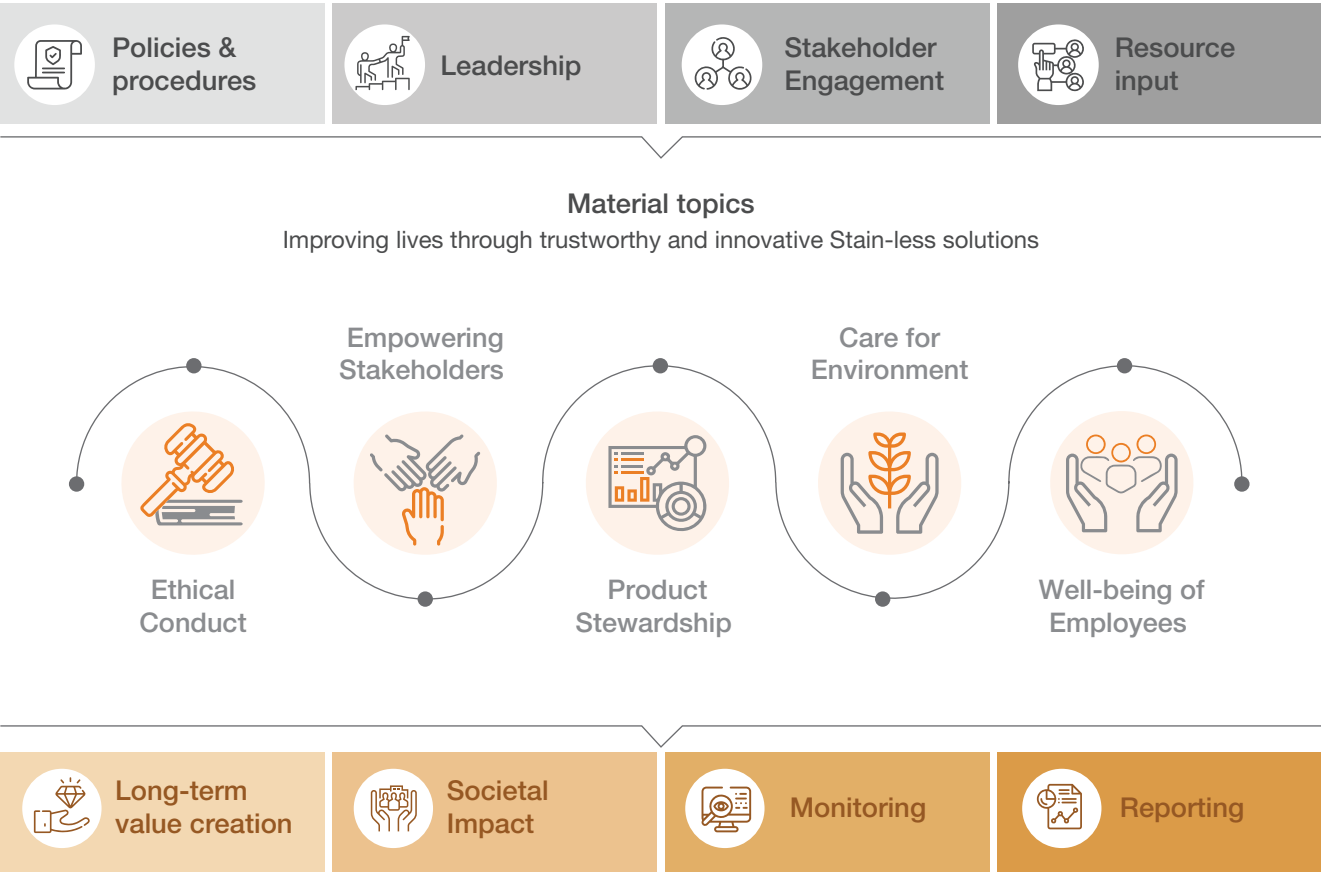 Policies &
procedures
Leadership
Stakeholder
Engagement
Resource
input
Material topics
Improving lives through trustworthy and innovative Stain-less solutions
Empowering
Stakeholders
Care for
Environment
Ethical
Conduct
Product
Stewardship
Well-being of
Employees
Long-term
value creation
Societal
Impact
Monitoring
Reporting